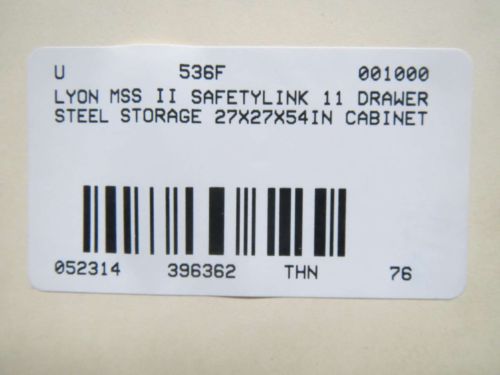 U 536F 001000
LYON MSS II SAFETYLINK 11 DRAWER
STEEL STORAGE 27X27X54IN CABINET
052314 396362 THN 76